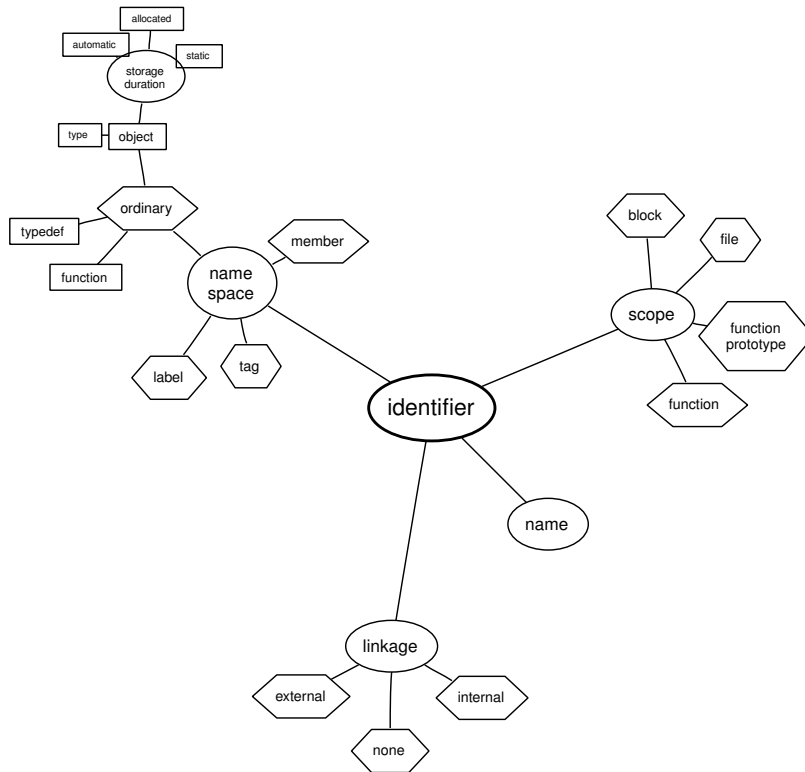 allocated
automatic
static
storage
duration
type
object
ordinary
typedef
function
member
name
space
label
tag
block
file
scope
function
prototype
function
identifier
name
linkage
external
internal
none